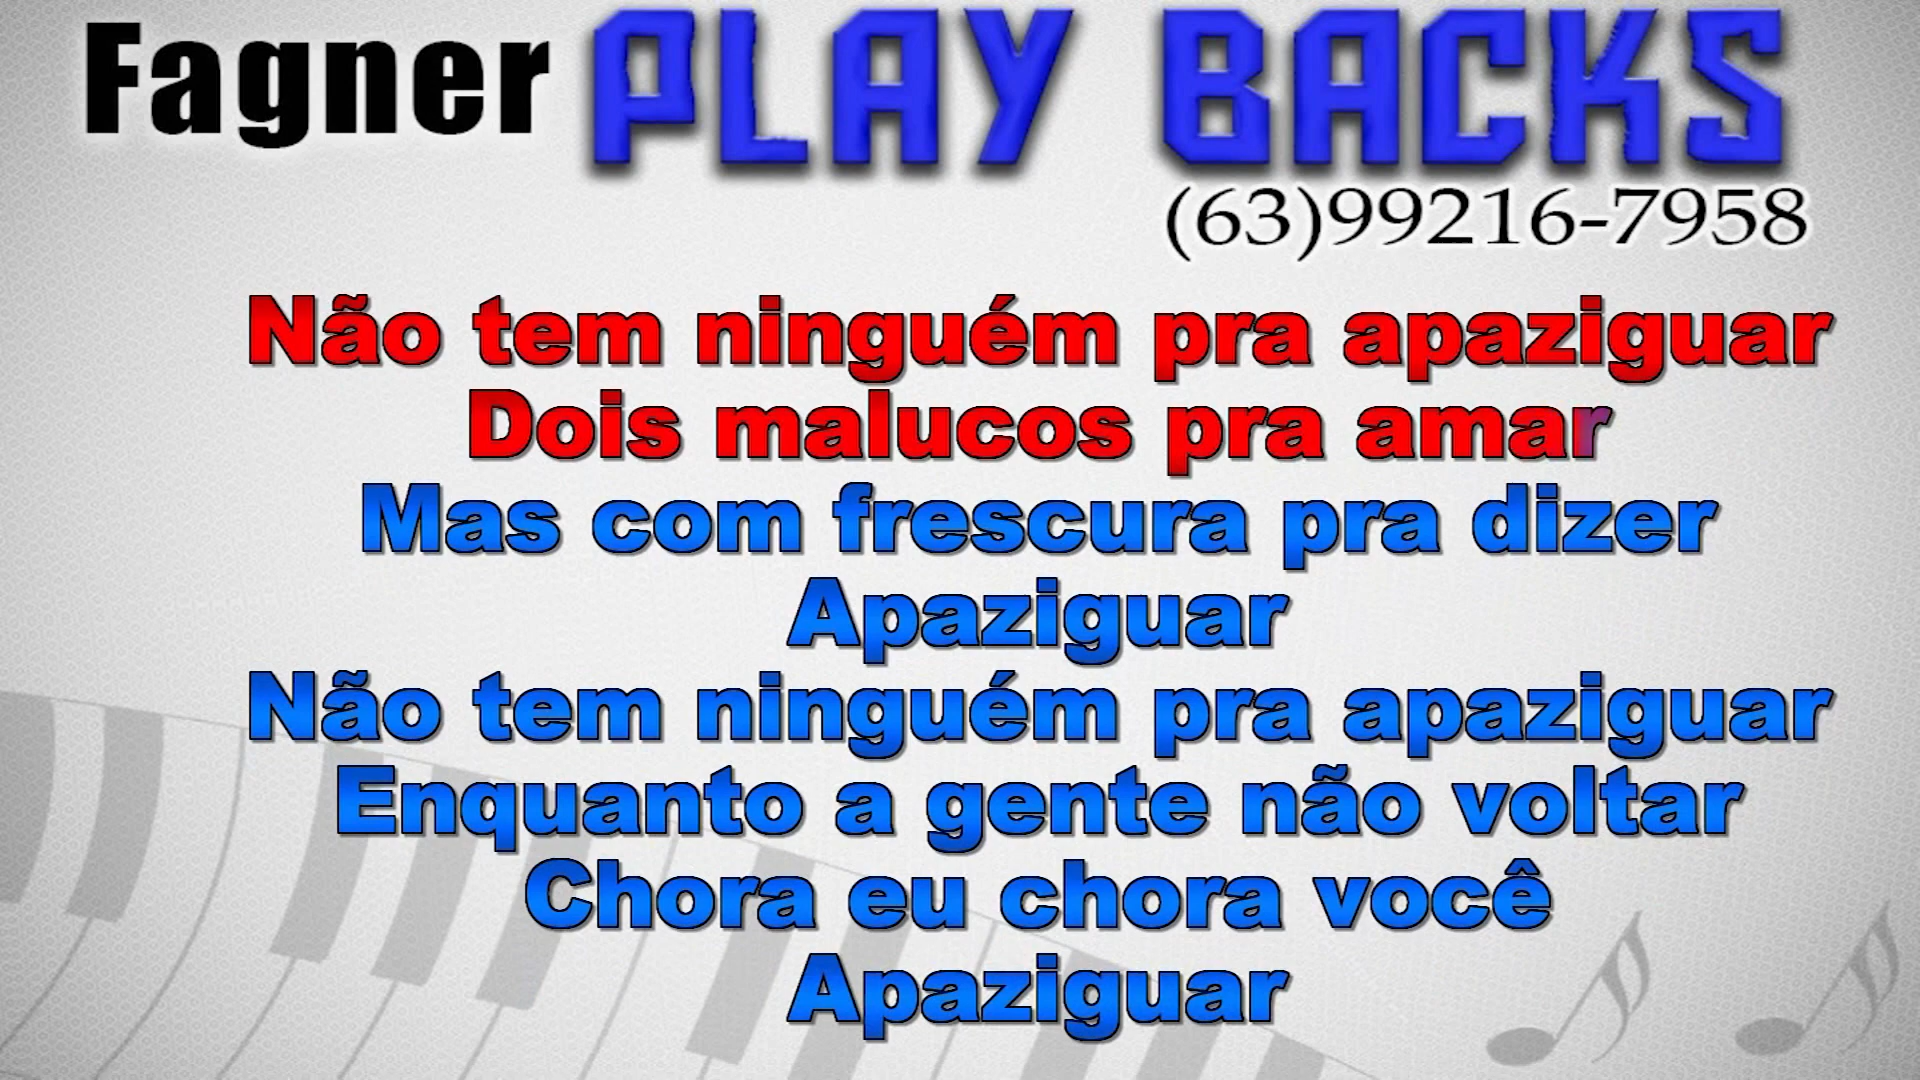 Fagner PLAY BACKS
(63)99216-7958
Não tem ninguém pra apaziguar
Dois malucos pra amar
Mas com frescura pra dizer
Apaziguar
Não tem ninguém pra apaziguar
Enquanto a gente não voltar
Chora eu chora você
Apaziguar